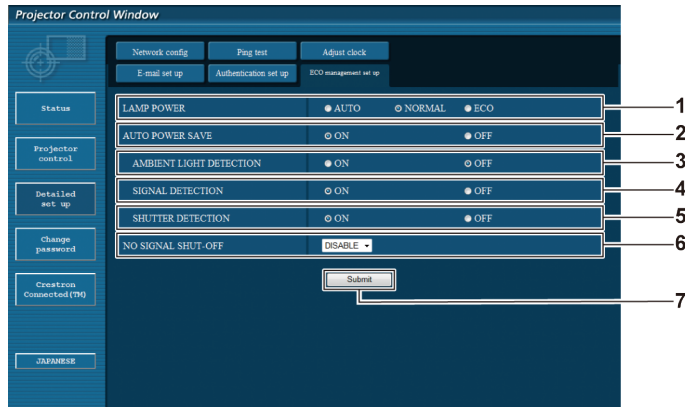 Projector Control Window
Network config Ping test Adjust clock
E-mail set up Authentication set up ECO management set up
Status
Projector control
Detailed set up
Change password
Crestron Connected(TM)
JAPANESE
LAMP POWER AUTO NORMAL ECO 1
AUTO POWER SAVE ON OFF 2
AMBIENT LIGHT DETECTION ON OFF 3
SIGNAL DETECTION ON OFF 4
SHUTTER DETECTION ON OFF 5
NO SIGNAL SHUT-OFF DISABLE 6
Submit 7